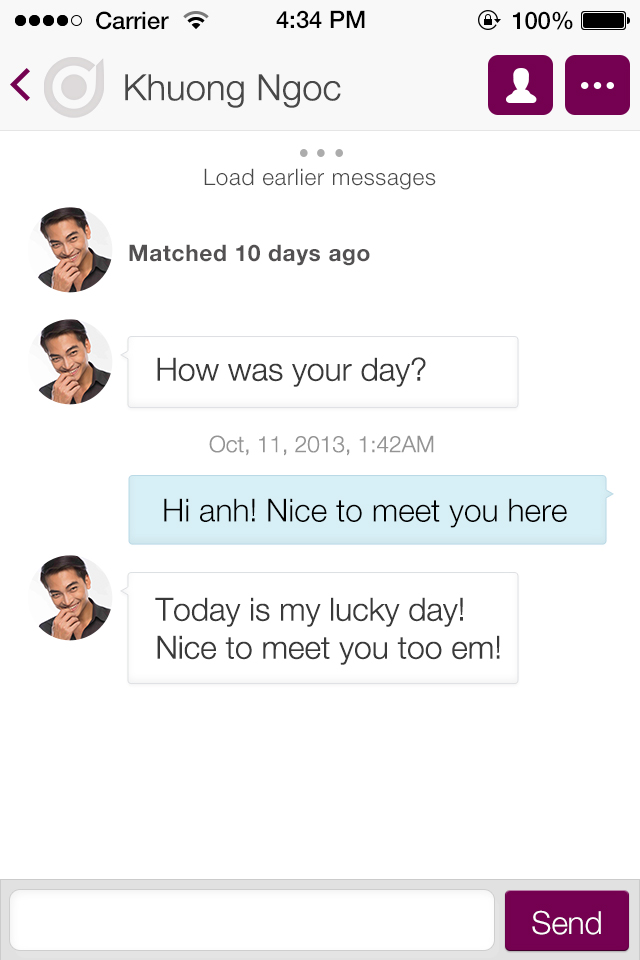 Carrier 4:34 PM 100%
Khuong Ngoc
Load earlier messages
Matched 10 days ago
How was your day?
Oct, 11, 2013, 1:42AM
Hi anh! Nice to meet you here
Today is my lucky day!
Nice to meet you too em!
Send